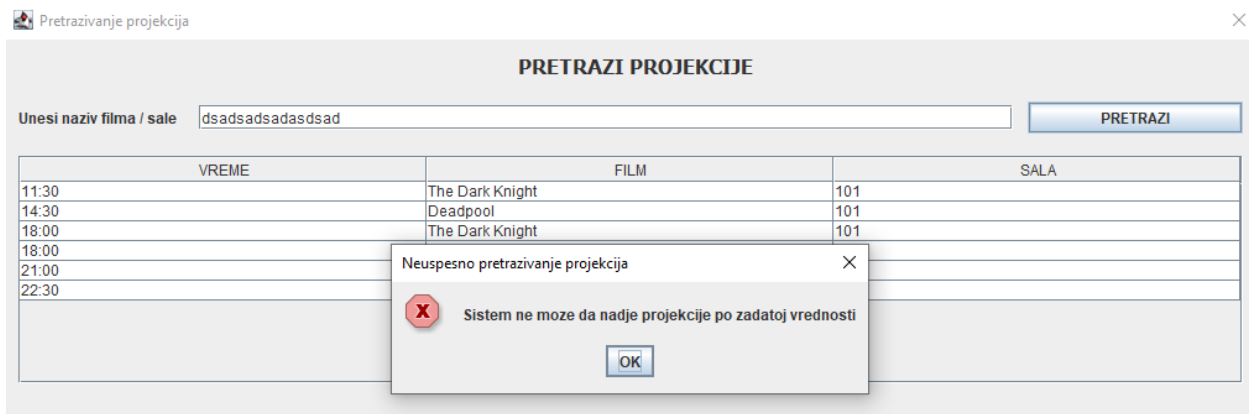 Pretrazivanje projekcija
PRETRAZI PROJEKCIJE
Unesi naziv filma / sale dsadsadsadasdsad PRETRAZI
VREME FILM SALA
11:30 The Dark Knight 101
14:30 Deadpool 101
18:00 The Dark Knight 101
18:00
21:00
22:30
Neuspesno pretrazivanje projekcija
Sistem ne moze da nadje projekcije po zadatoj vrednosti
OK